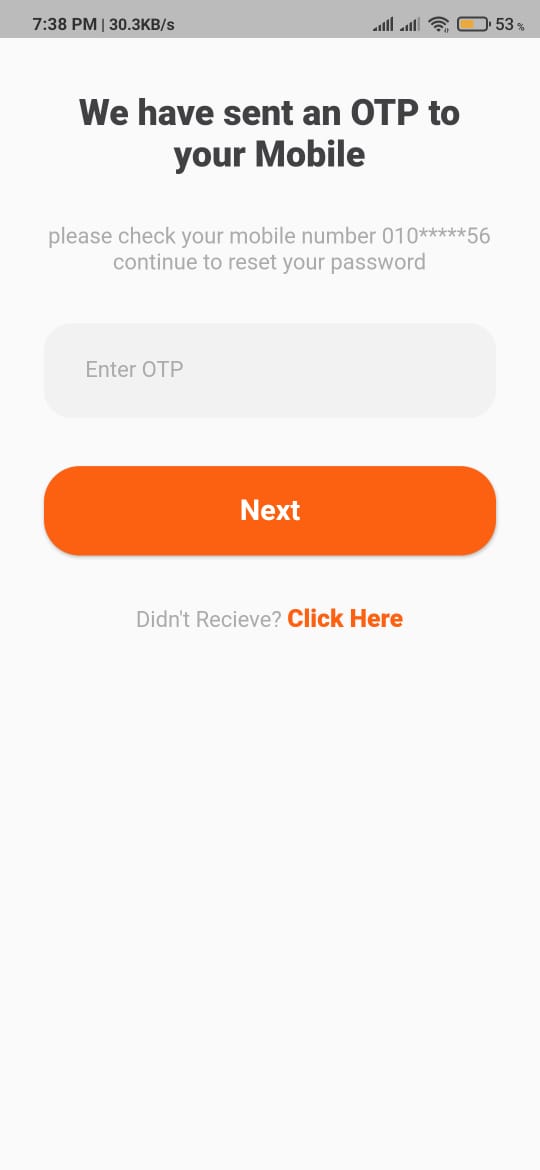 7:38 PM | 30.3KB/s 53 %
We have sent an OTP to
your Mobile
please check your mobile number 010*****56
continue to reset your password
Enter OTP
Next
Didn't Recieve? Click Here